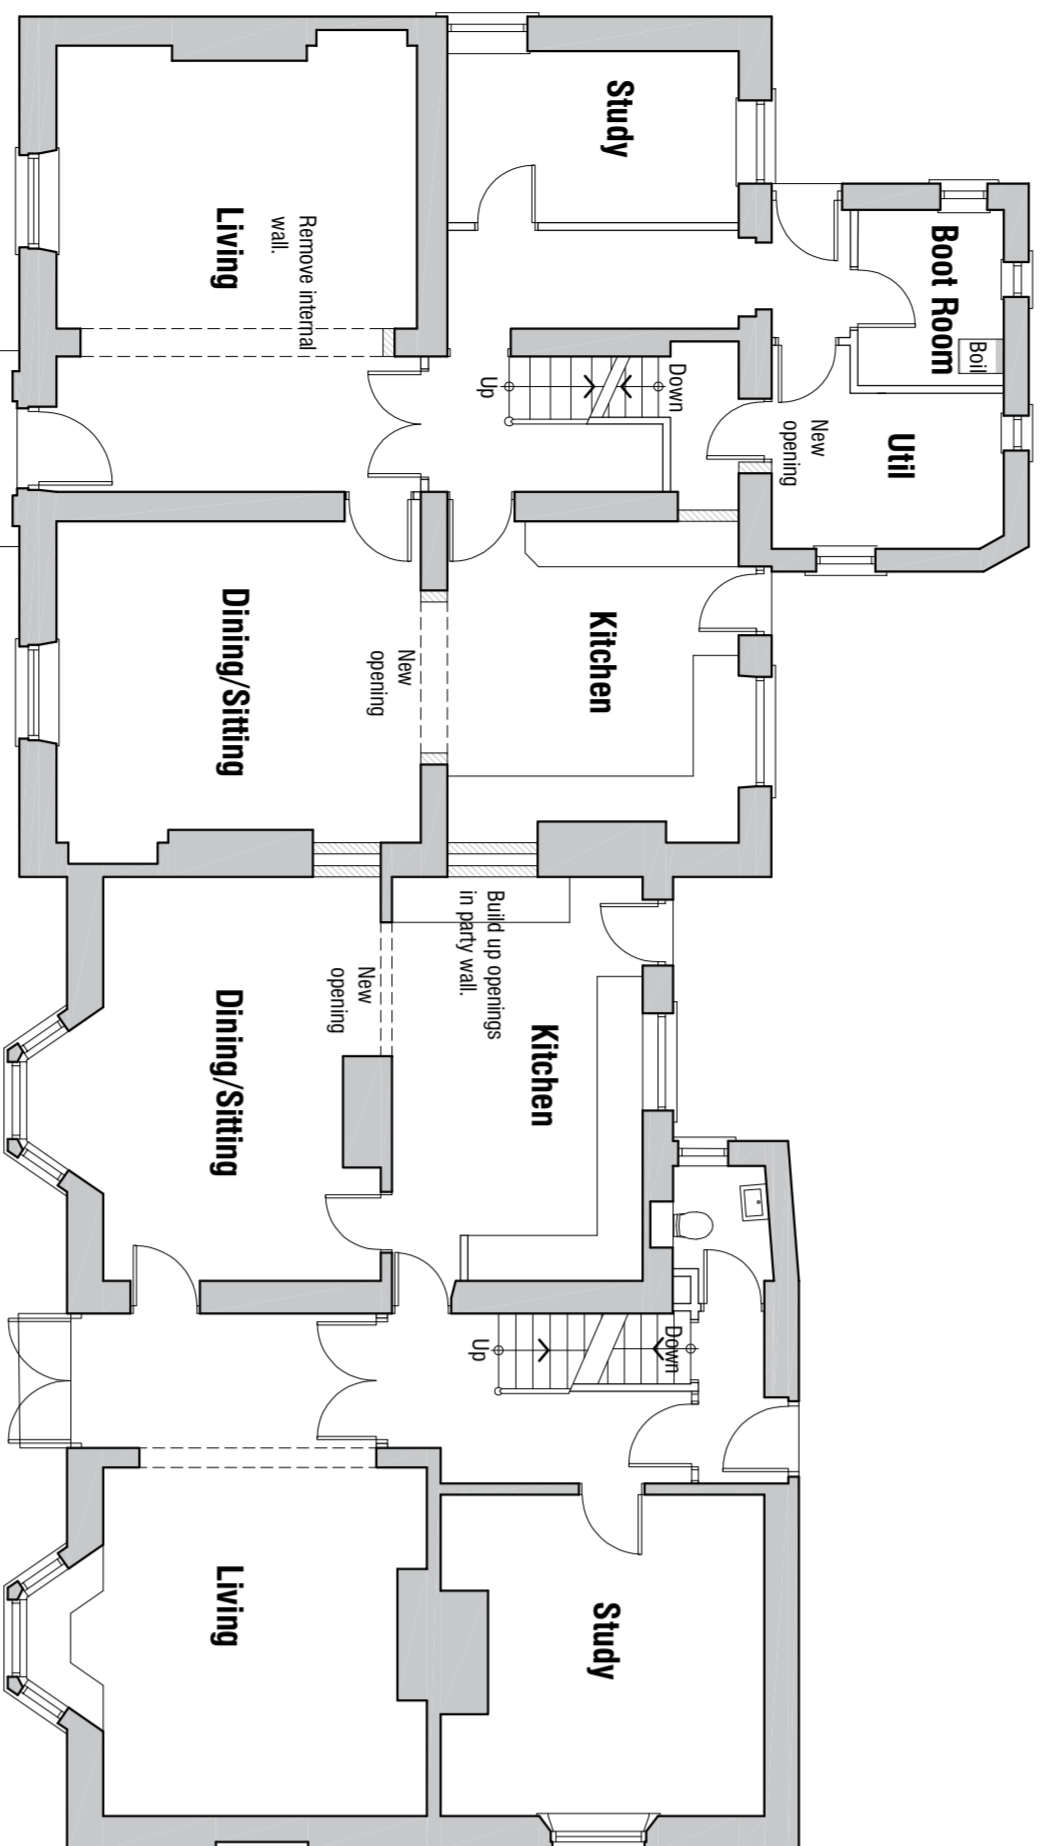 Study
Boot Room
Boil
Living
Remove internal
wall.
Up
Down
New
opening
Util
Dining/Sitting
New
opening
Kitchen
Build up openings
in party wall.
New
opening
Dining/Sitting
Kitchen
Up
Down
Living
Study